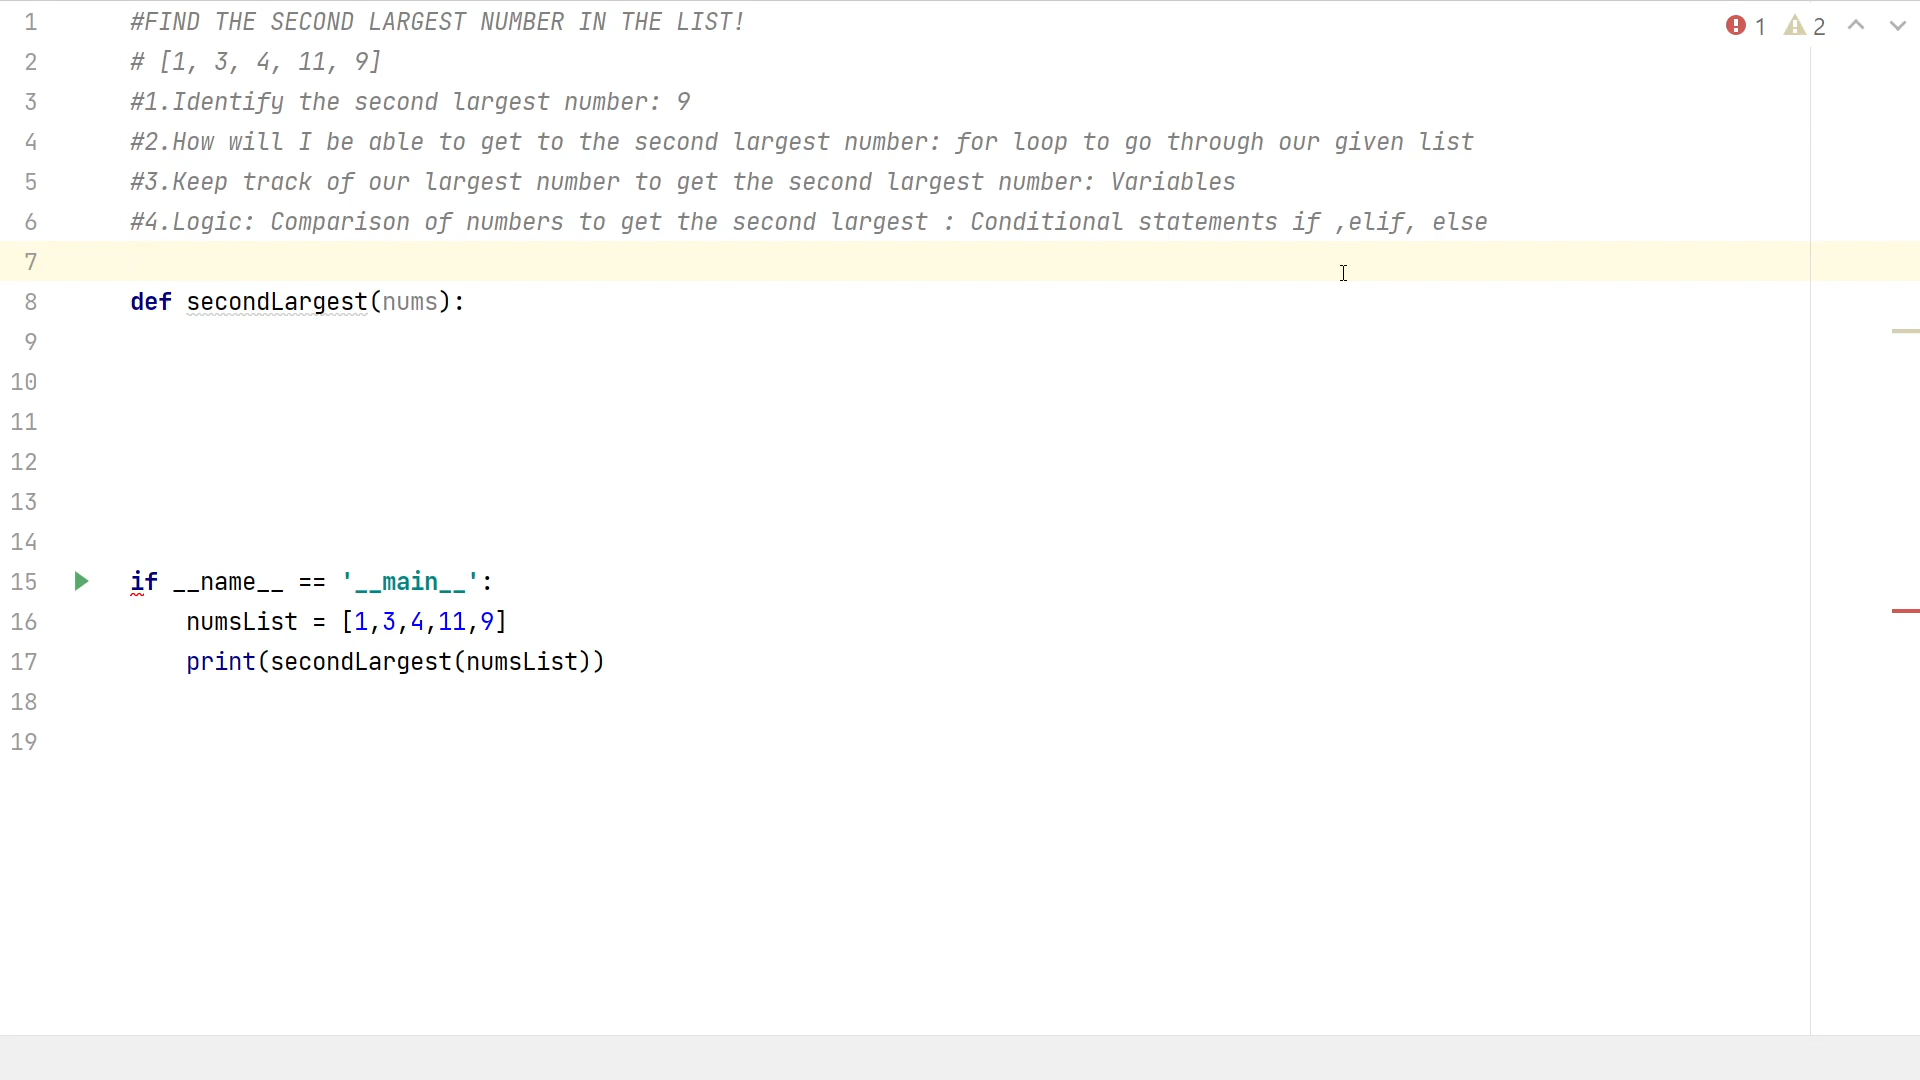 1 #FIND THE SECOND LARGEST NUMBER IN THE LIST! 1 2
2 # [1, 3, 4, 11, 9]
3 #1.Identify the second largest number: 9
4 #2.How will I be able to get to the second largest number: for loop to go through our given list
5 #3.Keep track of our largest number to get the second largest number: Variables
6 #4.Logic: Comparison of numbers to get the second largest : Conditional statements if ,elif, else
7
8 def secondLargest(nums):
9
10
11
12
13
14
15 if __name__ == '__main__':
16 numsList = [1,3,4,11,9]
17 print(secondLargest(numsList))
18
19